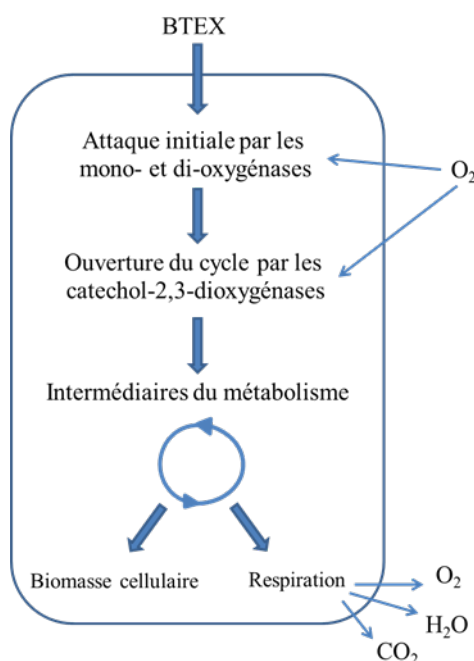 BTEX
Attaque initiale par les
mono- et di-oxygénases
O₂
Ouverture du cycle par les
catechol-2,3-dioxygénases
Intermédiaires du métabolisme
Biomasse cellulaire
Respiration
O₂
H₂O
CO₂